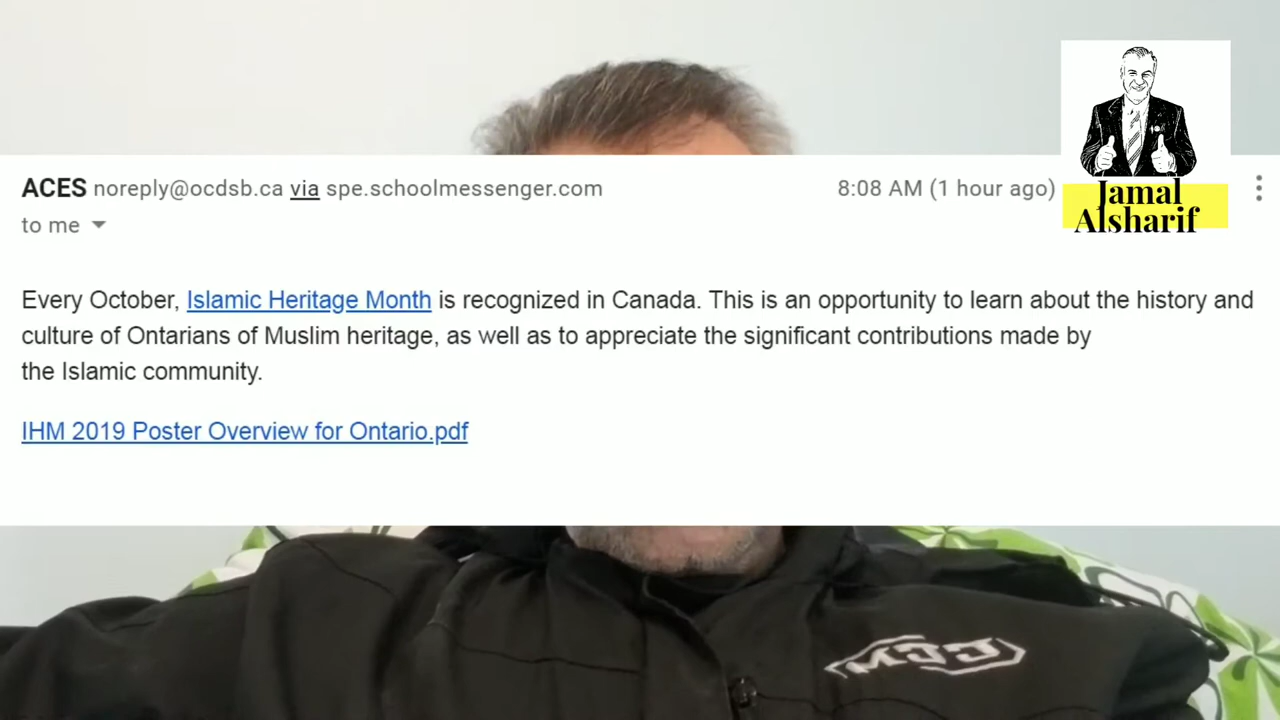 ACES noreply@ocdsb.ca via spe.schoolmessenger.com 8:08 AM (1 hour ago)
to me
Jamal
Alsharif
Every October, Islamic Heritage Month is recognized in Canada. This is an opportunity to learn about the history and
culture of Ontarians of Muslim heritage, as well as to appreciate the significant contributions made by
the Islamic community.
IHM 2019 Poster Overview for Ontario.pdf